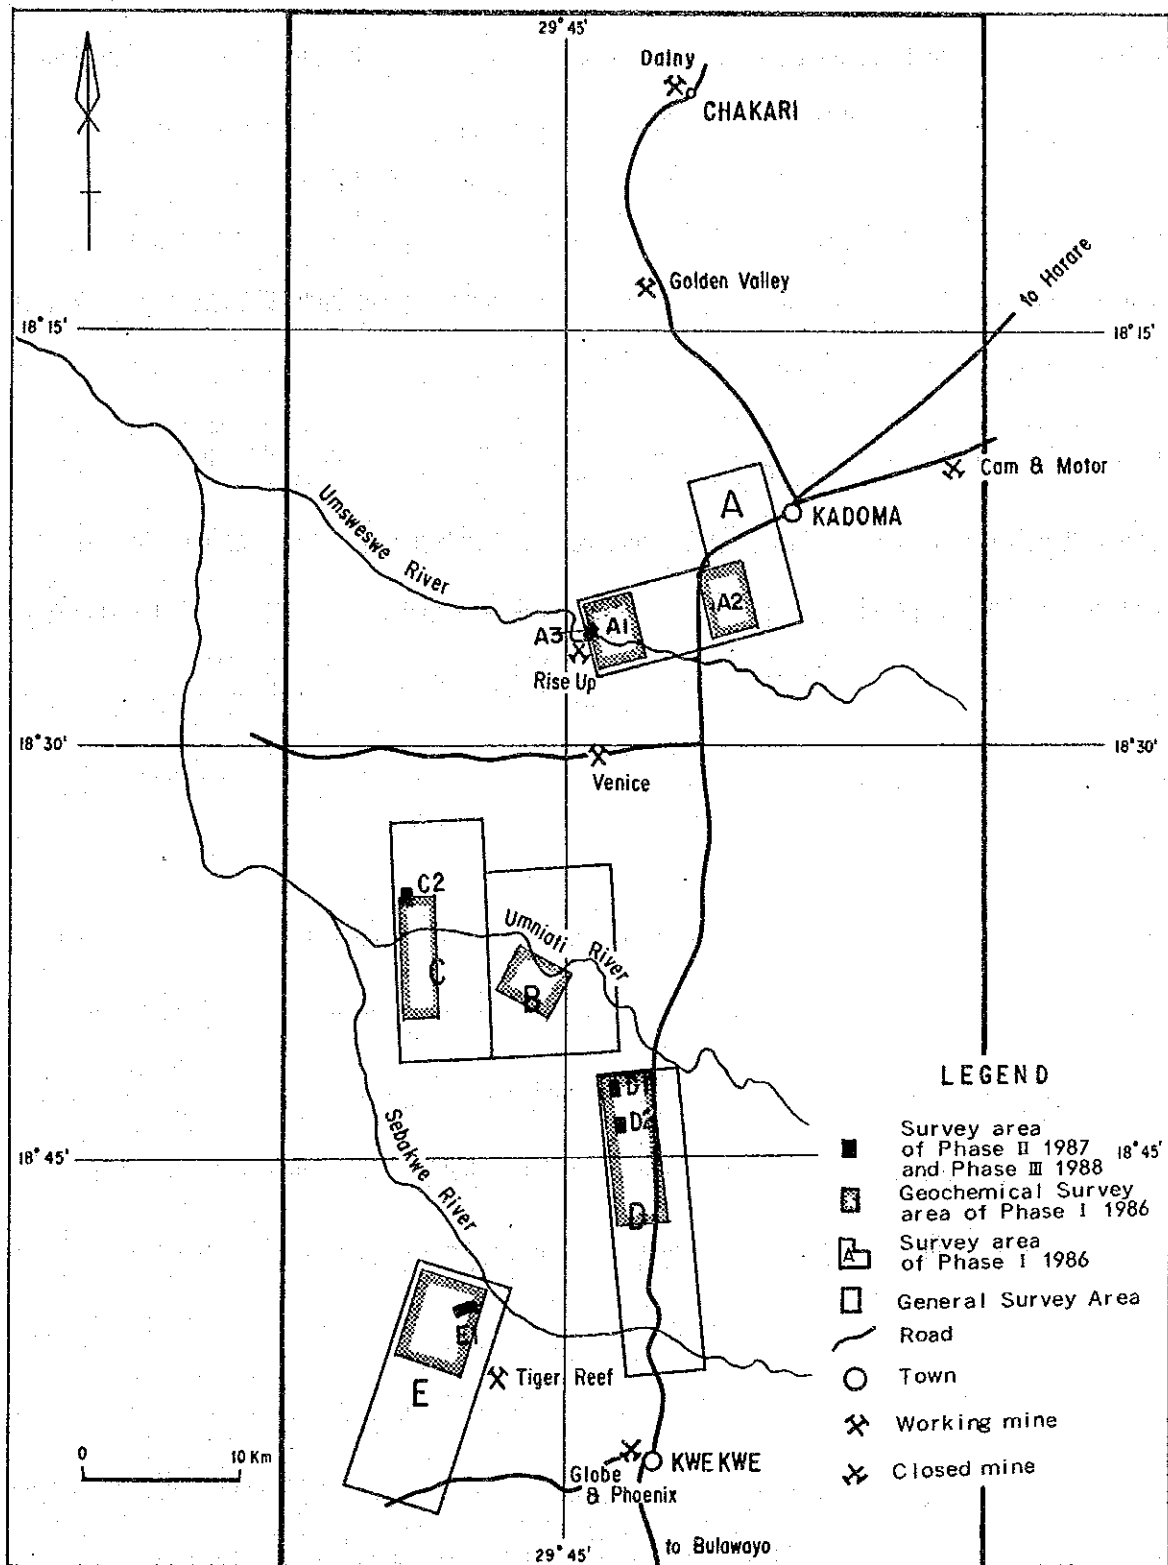 29°45'
Dalny
CHAKARI
Golden Valley
to Harare
18°15'
18°15'
Cam & Motor
A
KADOMA
Umsweswe River
A2
A3
A1
Rise Up
18°30'
18°30'
Venice
C2
Umniati River
C
B
LEGEND
D1
D2
Survey area
of Phase II 1987
and Phase III 1988
18°45'
18°45'
Sebakwe River
Geochemical Survey
area of Phase I 1986
D
A
Survey area
of Phase I 1986
General Survey Area
E1
Road
Tiger Reef
Town
E
Working mine
0
10 Km
KWEKWE
Closed mine
Globe
& Phoenix
29°45'
to Bulawayo